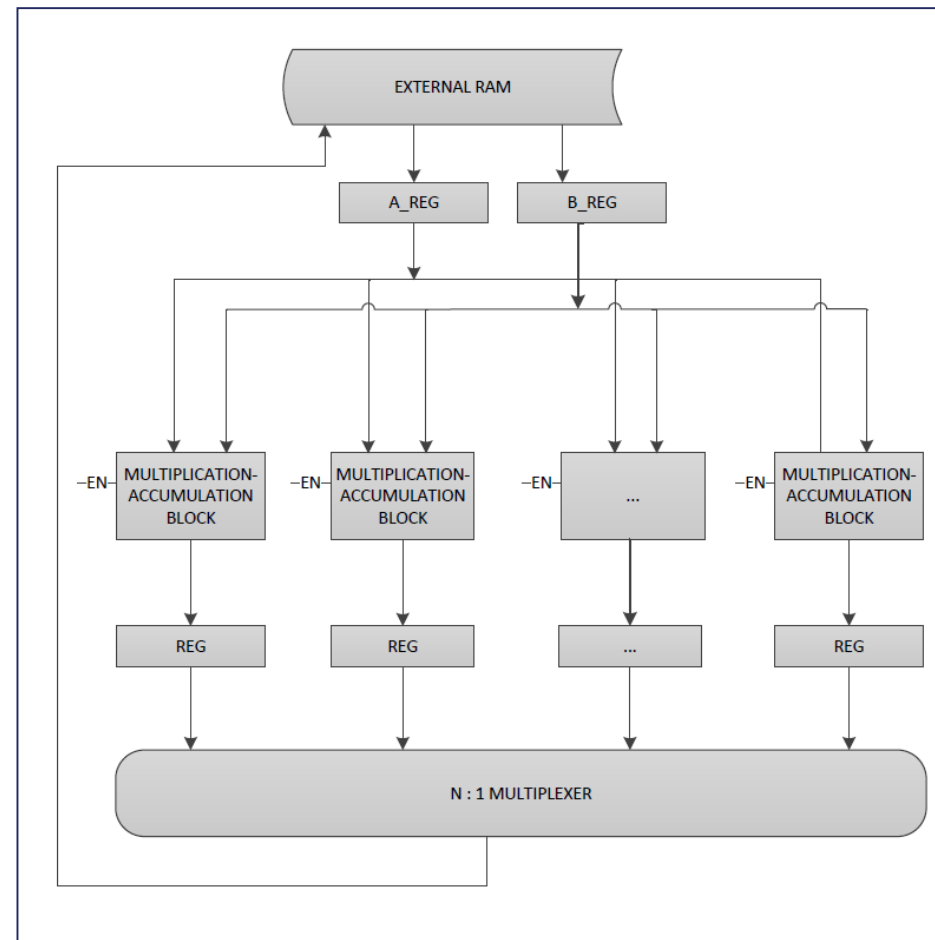 EXTERNAL RAM
A_REG
B_REG
EN
MULTIPLICATION-
ACCUMULATION
BLOCK
EN
MULTIPLICATION-
ACCUMULATION
BLOCK
EN
...
EN
MULTIPLICATION-
ACCUMULATION
BLOCK
REG
REG
...
REG
N : 1 MULTIPLEXER